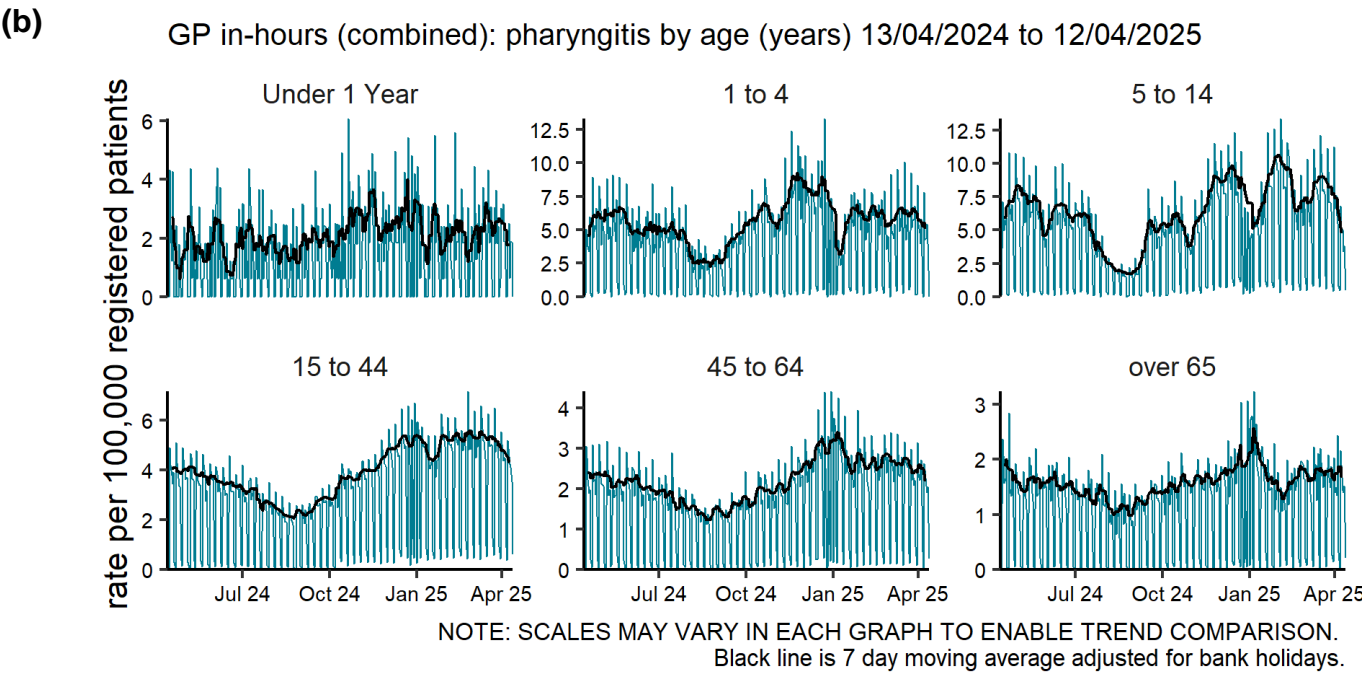 (b)
GP in-hours (combined): pharyngitis by age (years) 13/04/2024 to 12/04/2025
rate per 100,000 registered patients
Under 1 Year
1 to 4
5 to 14
6
4
2
0
12.5
10.0
7.5
5.0
2.5
0.0
12.5
10.0
7.5
5.0
2.5
0.0
15 to 44
45 to 64
over 65
6
4
2
0
4
3
2
1
0
3
2
1
0
Jul 24 Oct 24 Jan 25 Apr 25
Jul 24 Oct 24 Jan 25 Apr 25
Jul 24 Oct 24 Jan 25 Apr 25
NOTE: SCALES MAY VARY IN EACH GRAPH TO ENABLE TREND COMPARISON.
Black line is 7 day moving average adjusted for bank holidays.